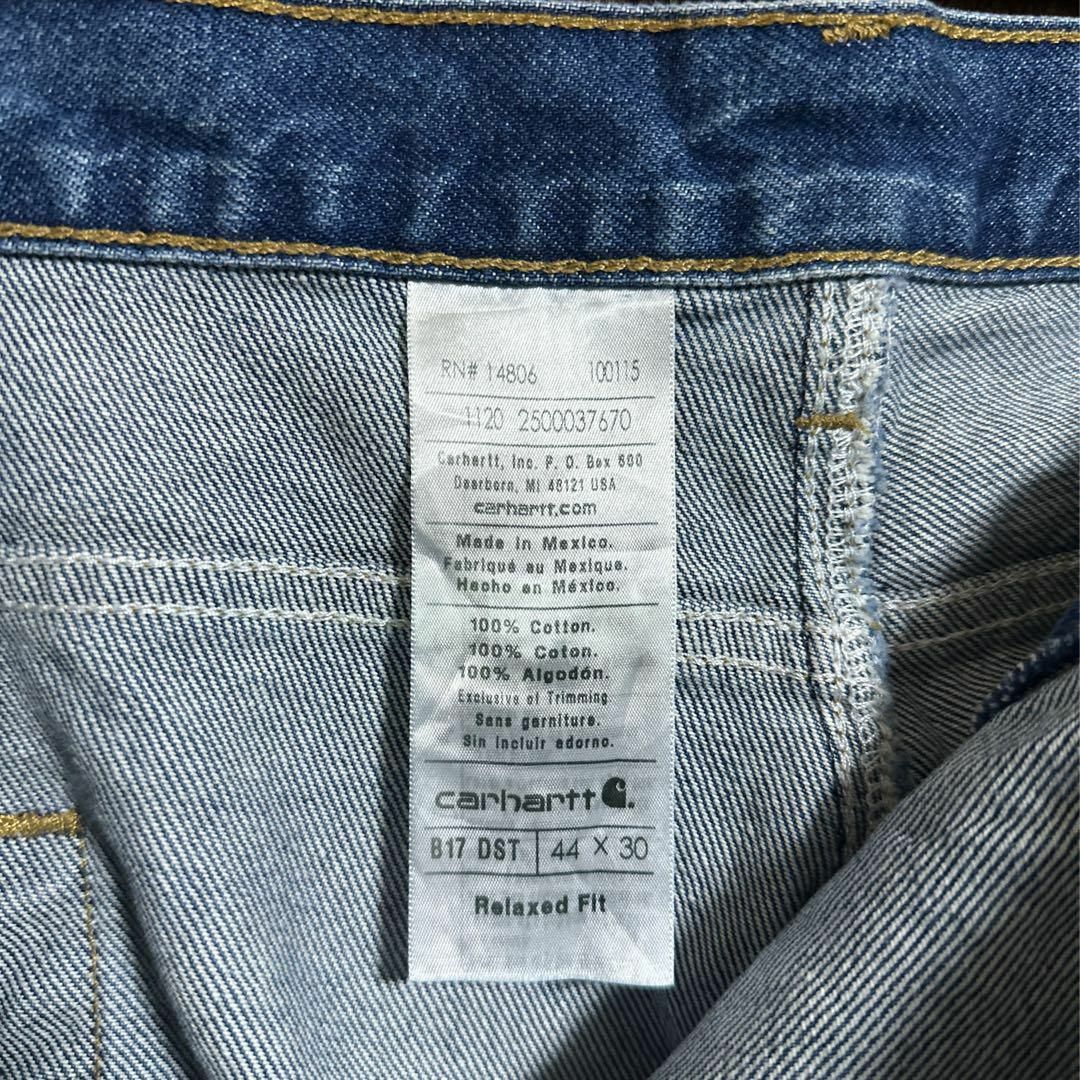 RN# 14806 100115
1120 2500037670
Carhartt, Inc. P. O. Box 600
Dearborn, MI 48121 USA
carhartt.com
Made in Mexico.
Fabriqué au Mexique.
Hecho en México.
100% Cotton.
100% Coton.
100% Algodón.
Exclusive of Trimming
Sans garniture.
Sin incluir adorno.
carhartt
B17 DST 44 X 30
Relaxed Fit